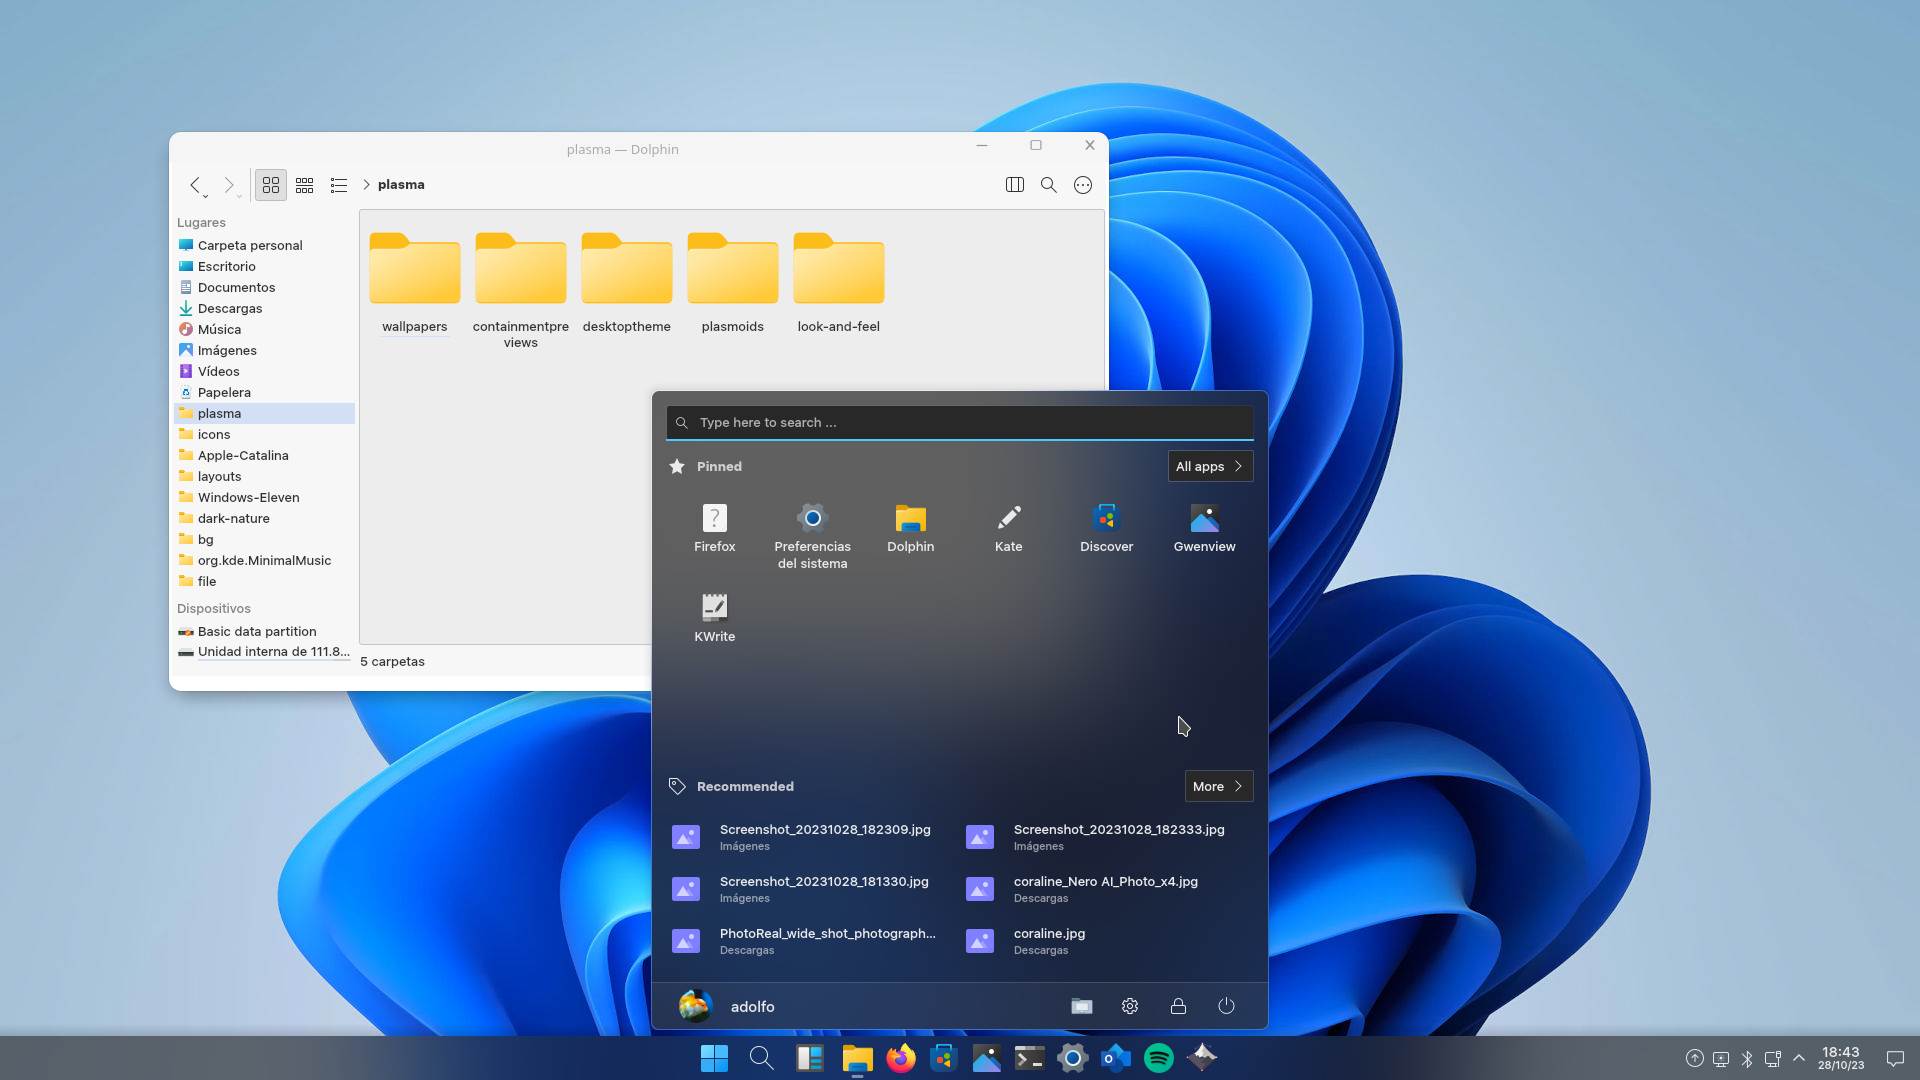 plasma — Dolphin
plasma
Lugares
Carpeta personal
Escritorio
Documentos
Descargas
Música
Imágenes
Vídeos
Papelera
plasma
icons
Apple-Catalina
layouts
Windows-Eleven
dark-nature
bg
org.kde.MinimalMusic
file
Dispositivos
Basic data partition
Unidad interna de 111.8...
wallpapers
containmentpre
views
desktoptheme
plasmoids
look-and-feel
5 carpetas
Type here to search ...
Pinned
All apps
Firefox
Preferencias
del sistema
Dolphin
Kate
Discover
Gwenview
KWrite
Recommended
More
Screenshot_20231028_182309.jpg
Imágenes
Screenshot_20231028_182333.jpg
Imágenes
Screenshot_20231028_181330.jpg
Imágenes
coraline_Nero AI_Photo_x4.jpg
Descargas
PhotoReal_wide_shot_photograph...
Descargas
coraline.jpg
Descargas
adolfo
18:43
28/10/23